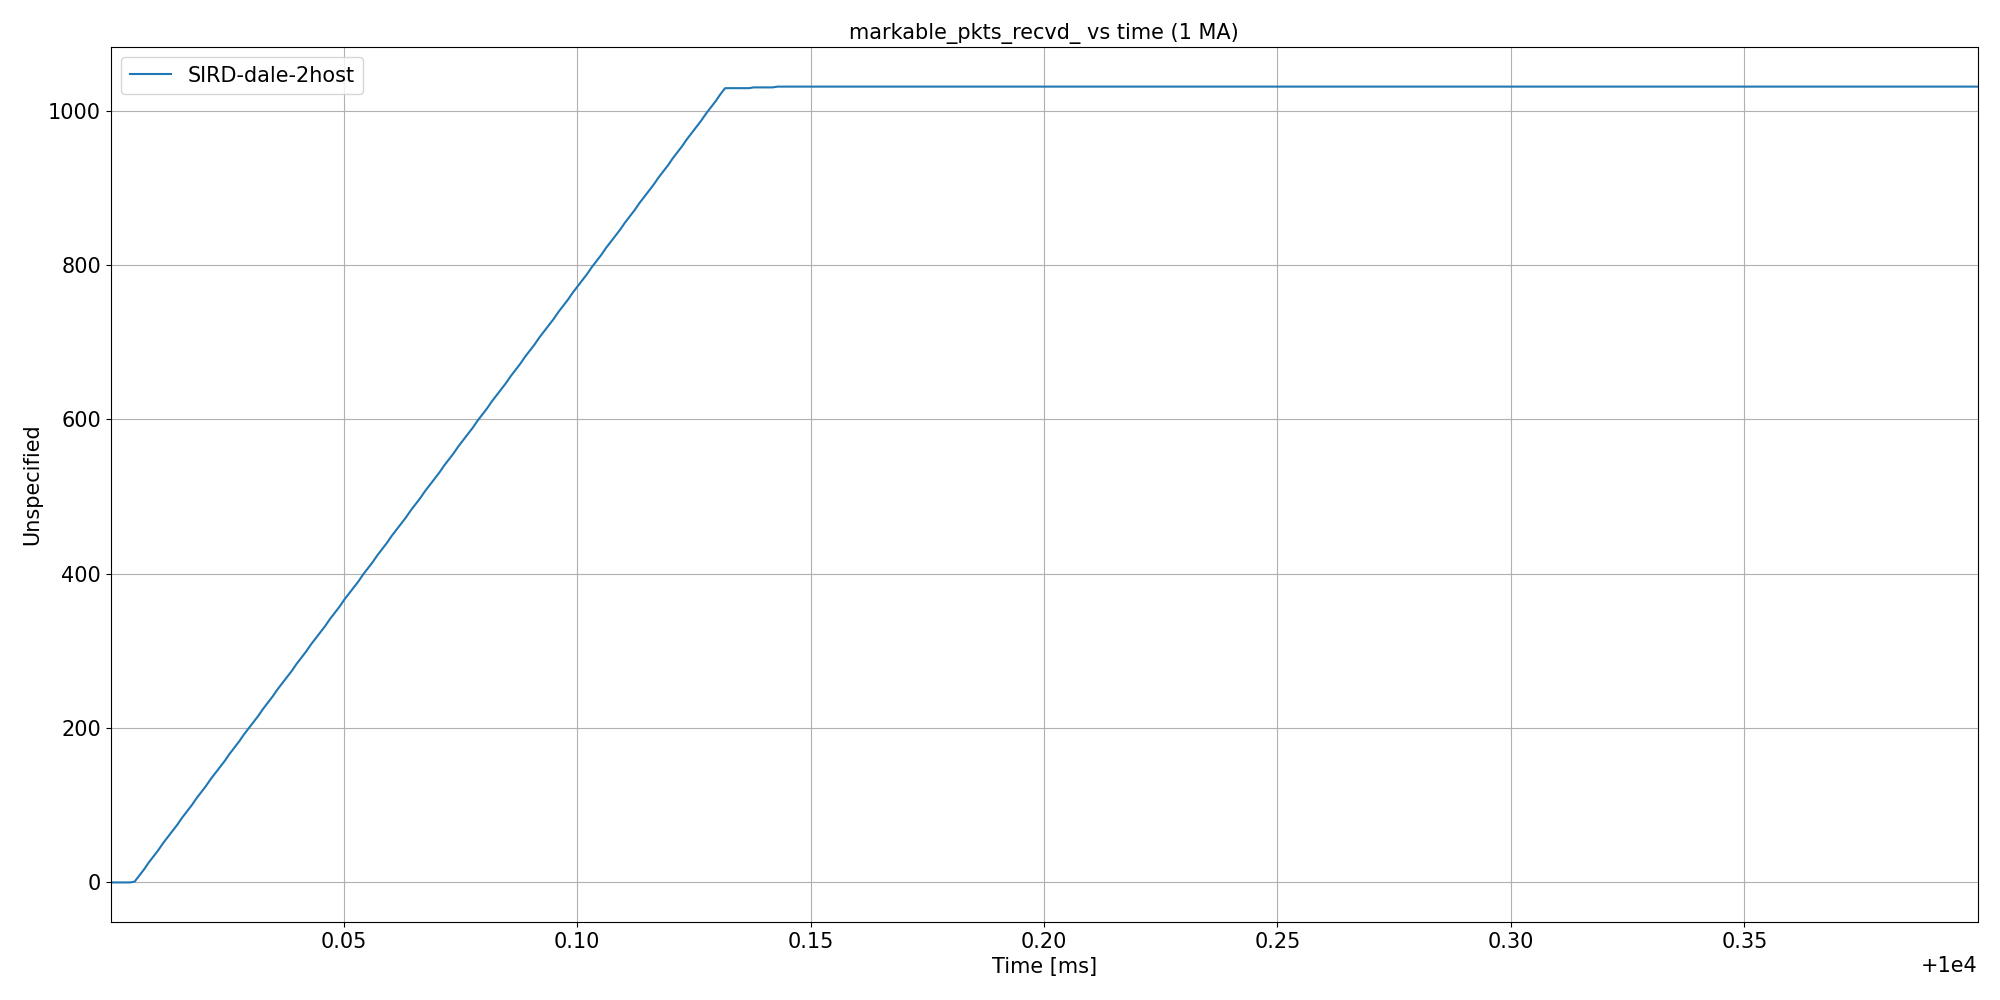 markable_pkts_recvd_ vs time (1 MA)
SIRD-dale-2host
1000
800
600
400
200
0
Unspecified
0.05 0.10 0.15 0.20 0.25 0.30 0.35
Time [ms]
+1e4